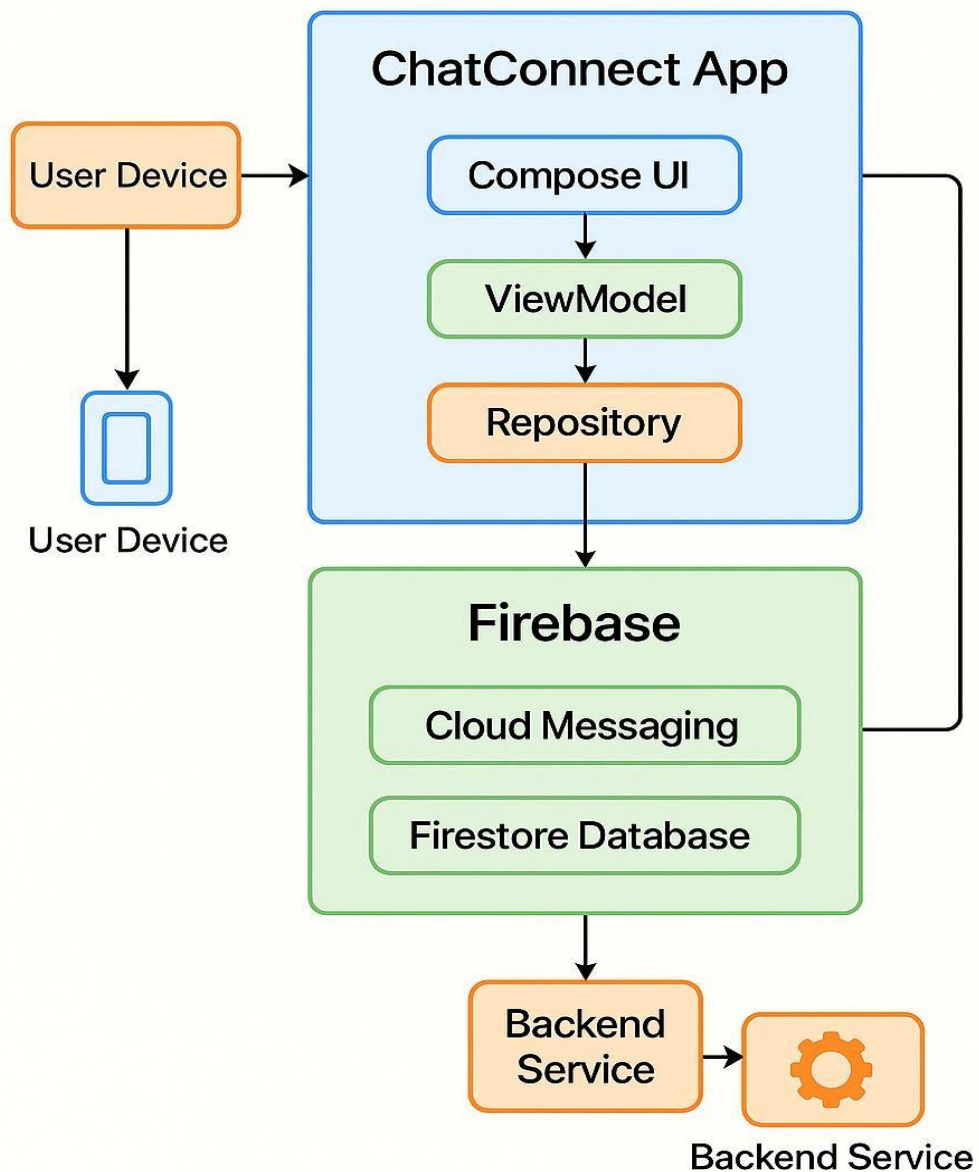 ChatConnect App
User Device
Compose UI
ViewModel
Repository
User Device
Firebase
Cloud Messaging
Firestore Database
Backend
Service
Backend Service